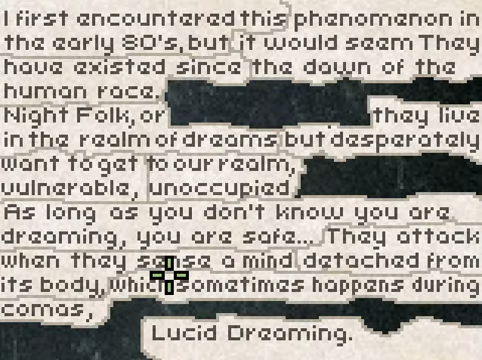 I first encountered this phenomenon in
the early 80's, but it would seem They
have existed since the dawn of the
human race.
Night Folk, or they live
in the realm of dreams but desperately
want to get to our realm,
vulnerable, unoccupied
As long as you don't know you are
dreaming, you are safe... They attack
when they sense a mind detached from
its body, which sometimes happens during
comas,
Lucid Dreaming.